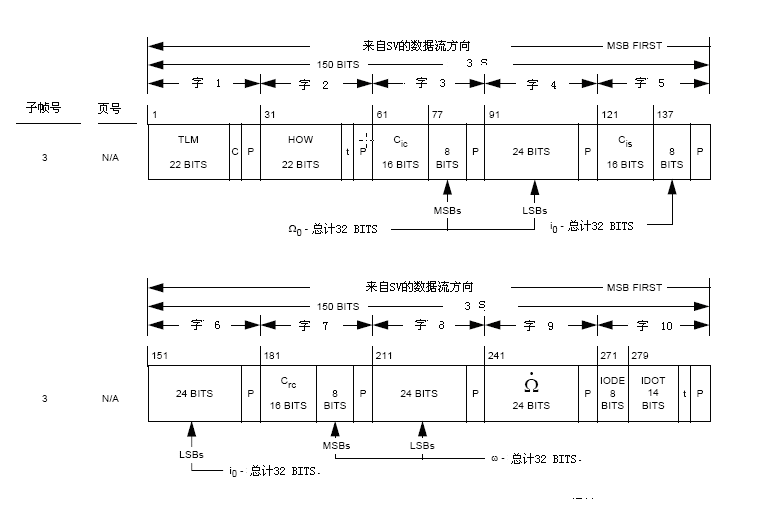 来自SV的数据流方向 MSB FIRST
150 BITS 3 S
字 1 字 2 字 3 字 4 字 5
子帧号 页号
1 31 61 77 91 121 137
TLM HOW Cic Cis
3 N/A 22 BITS C P 22 BITS t P 16 BITS 8 BITS P 24 BITS P 16 BITS 8 BITS P
MSBs LSBs
Ω0 - 总计32 BITS i0 - 总计32 BITS
来自SV的数据流方向 MSB FIRST
150 BITS 3 S
字 6 字 7 字 8 字 9 字 10
151 181 211 241 271 279
Crc Ω̇ IODE IDOT
3 N/A 24 BITS P 16 BITS 8 BITS P 24 BITS P 24 BITS P 8 BITS 14 BITS t P
LSBs MSBs LSBs
i0 - 总计32 BITS. ω - 总计32 BITS.